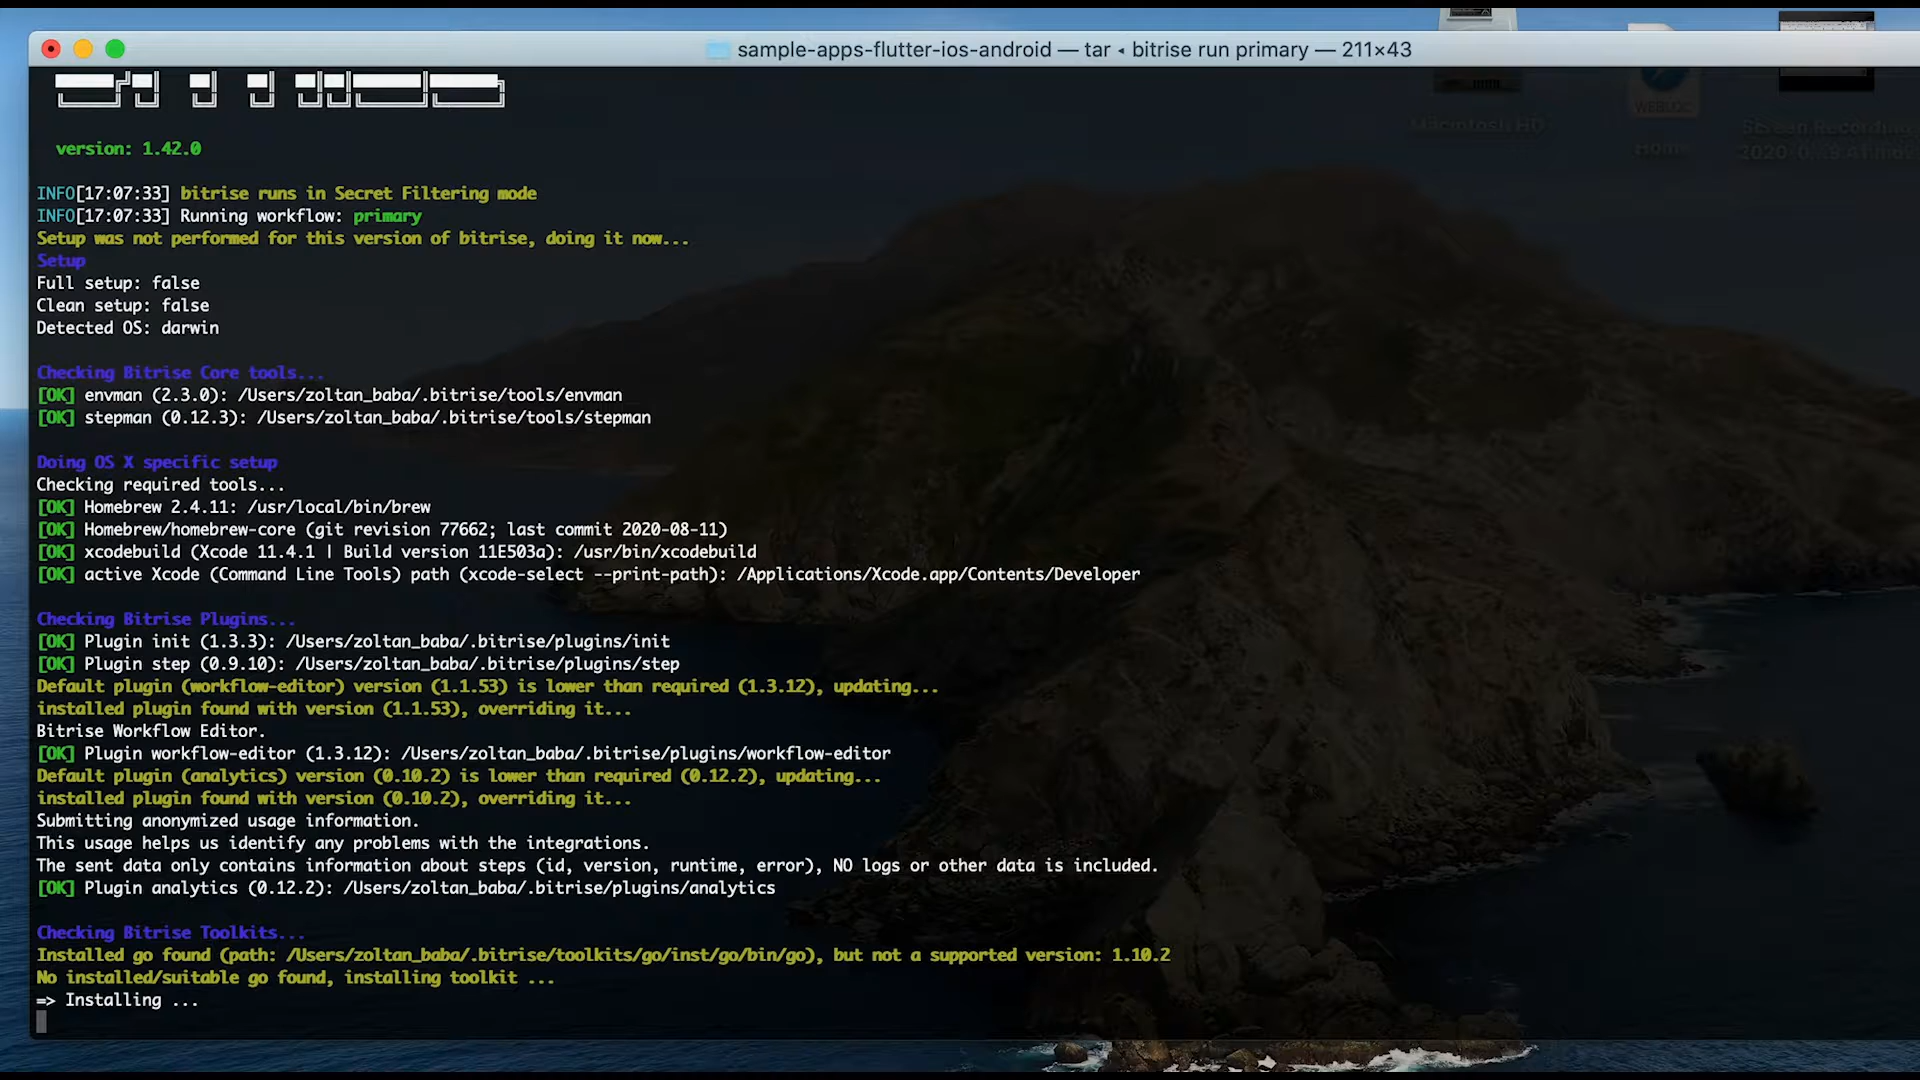 sample-apps-flutter-ios-android — tar ◂ bitrise run primary — 211×43
version: 1.42.0
INFO[17:07:33] bitrise runs in Secret Filtering mode
INFO[17:07:33] Running workflow: primary
Setup was not performed for this version of bitrise, doing it now...
Setup
Full setup: false
Clean setup: false
Detected OS: darwin
Checking Bitrise Core tools...
[OK] envman (2.3.0): /Users/zoltan_baba/.bitrise/tools/envman
[OK] stepman (0.12.3): /Users/zoltan_baba/.bitrise/tools/stepman
Doing OS X specific setup
Checking required tools...
[OK] Homebrew 2.4.11: /usr/local/bin/brew
[OK] Homebrew/homebrew-core (git revision 77662; last commit 2020-08-11)
[OK] xcodebuild (Xcode 11.4.1 | Build version 11E503a): /usr/bin/xcodebuild
[OK] active Xcode (Command Line Tools) path (xcode-select --print-path): /Applications/Xcode.app/Contents/Developer
Checking Bitrise Plugins...
[OK] Plugin init (1.3.3): /Users/zoltan_baba/.bitrise/plugins/init
[OK] Plugin step (0.9.10): /Users/zoltan_baba/.bitrise/plugins/step
Default plugin (workflow-editor) version (1.1.53) is lower than required (1.3.12), updating...
installed plugin found with version (1.1.53), overriding it...
Bitrise Workflow Editor.
[OK] Plugin workflow-editor (1.3.12): /Users/zoltan_baba/.bitrise/plugins/workflow-editor
Default plugin (analytics) version (0.10.2) is lower than required (0.12.2), updating...
installed plugin found with version (0.10.2), overriding it...
Submitting anonymized usage information.
This usage helps us identify any problems with the integrations.
The sent data only contains information about steps (id, version, runtime, error), NO logs or other data is included.
[OK] Plugin analytics (0.12.2): /Users/zoltan_baba/.bitrise/plugins/analytics
Checking Bitrise Toolkits...
Installed go found (path: /Users/zoltan_baba/.bitrise/toolkits/go/inst/go/bin/go), but not a supported version: 1.10.2
No installed/suitable go found, installing toolkit ...
=> Installing ...
Macintosh HD
Home
Screen Recording